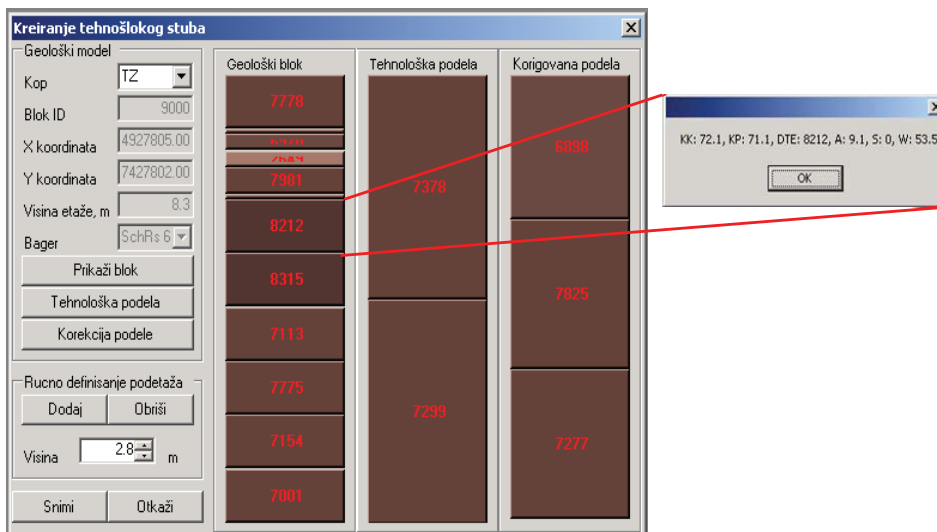 Kreiranje tehnošlokog stuba
Geološki model
Kop TZ
Blok ID 9000
X koordinata 4927805.00
Y koordinata 7427802.00
Visina etaže, m 8.3
Bager SchRs 6
Prikaži blok
Tehnološka podela
Korekcija podele
Rucno definisanje podetaža
Dodaj Obriši
Visina 2.8 m
Snimi Otkaži
Geološki blok
7778
7901
8212
8315
7113
7775
7154
7001
Tehnološka podela
7378
7299
Korigovana podela
6898
7825
7277
KK: 72.1, KP: 71.1, DTE: 8212, A: 9.1, S: 0, W: 53.5
OK